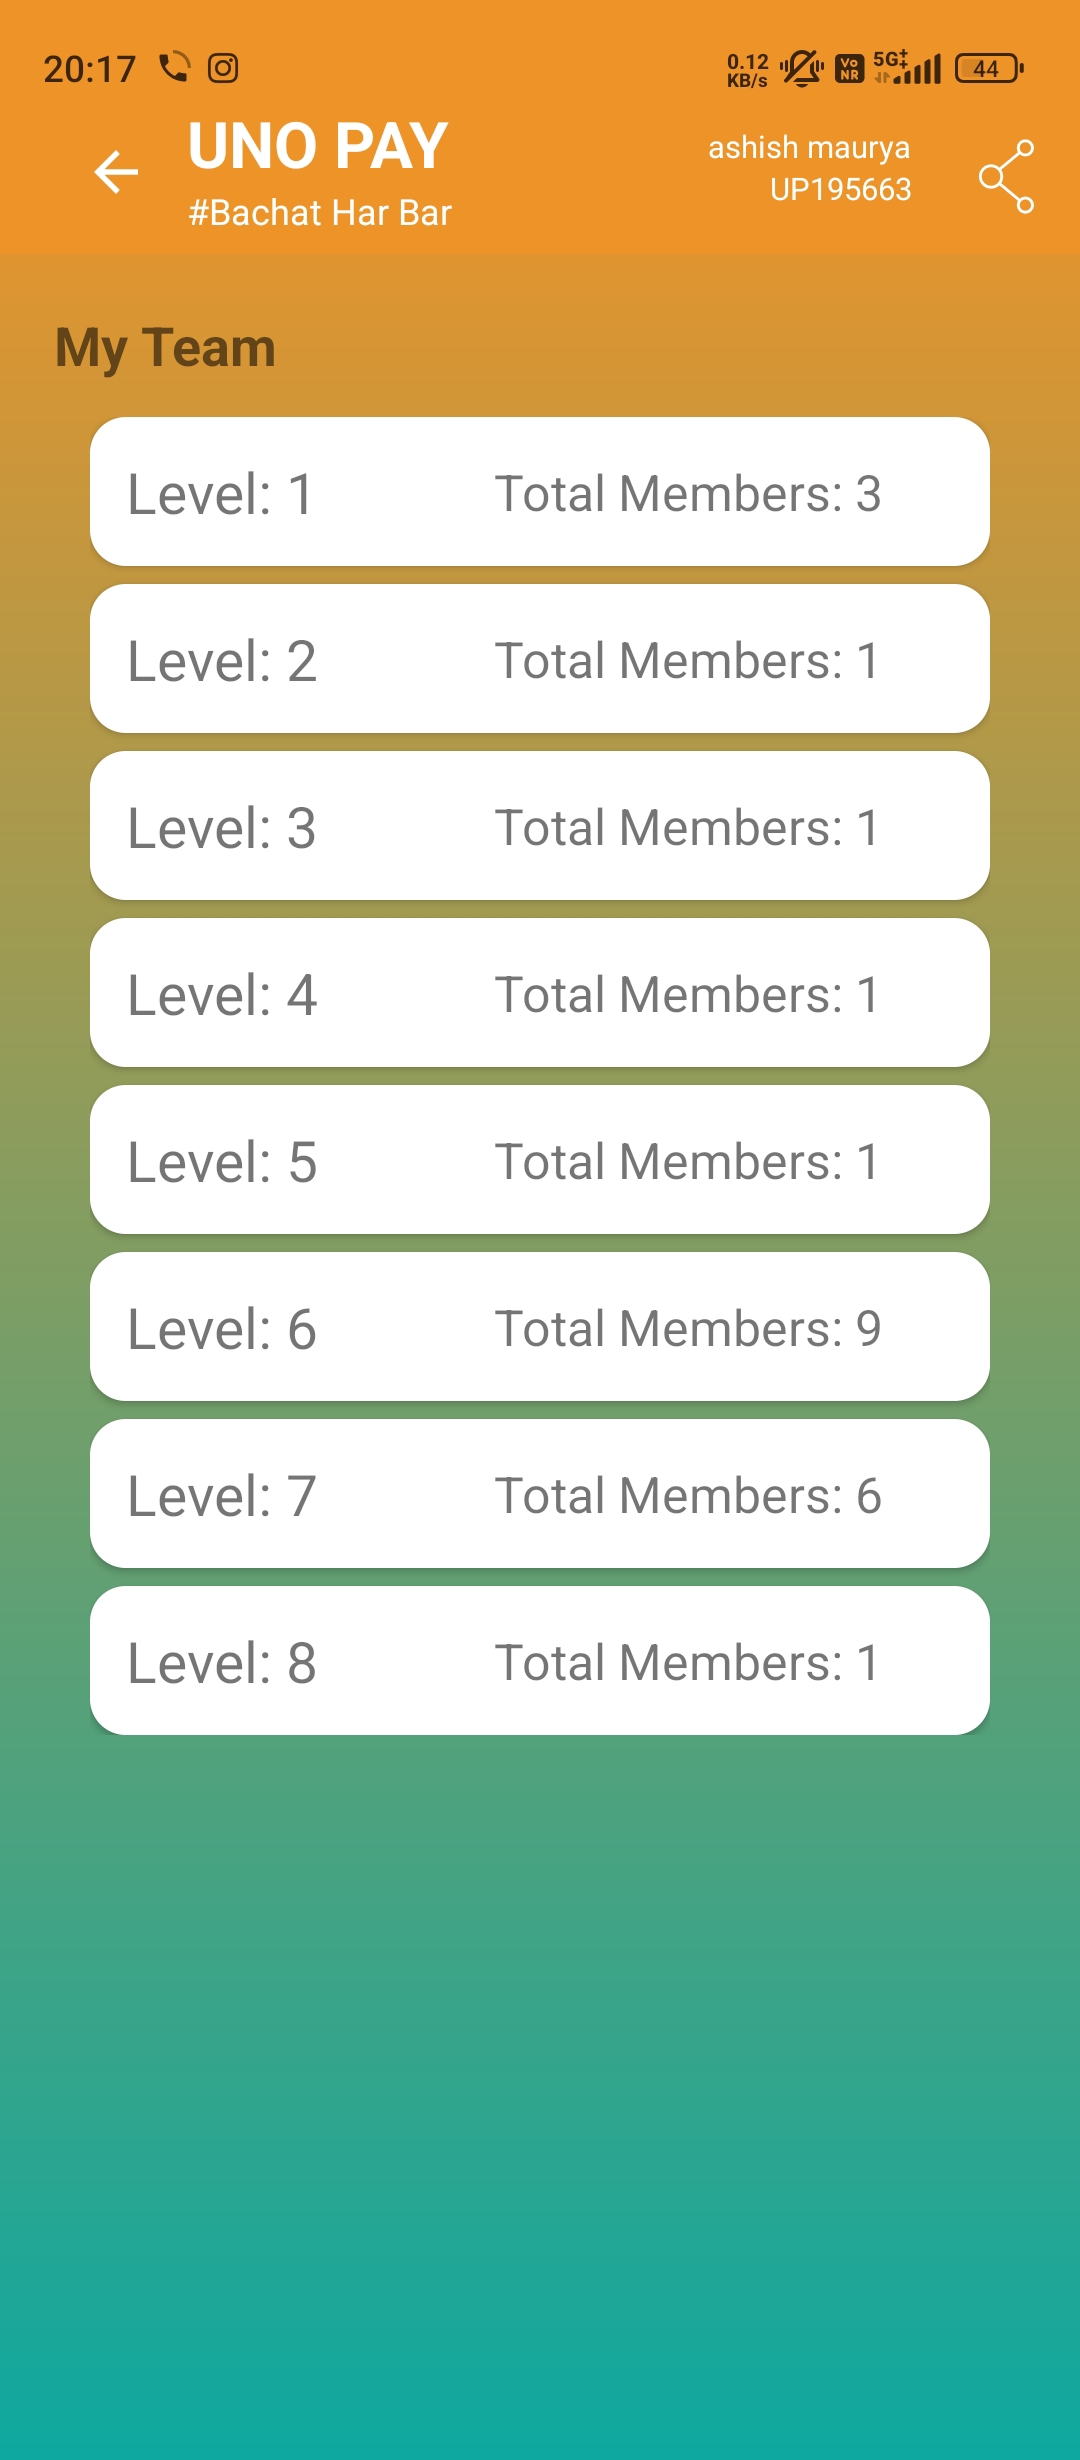 20:17
0.12 KB/s
Vo NR
5G
44
UNO PAY
#Bachat Har Bar
ashish maurya
UP195663
My Team
Level: 1 Total Members: 3
Level: 2 Total Members: 1
Level: 3 Total Members: 1
Level: 4 Total Members: 1
Level: 5 Total Members: 1
Level: 6 Total Members: 9
Level: 7 Total Members: 6
Level: 8 Total Members: 1